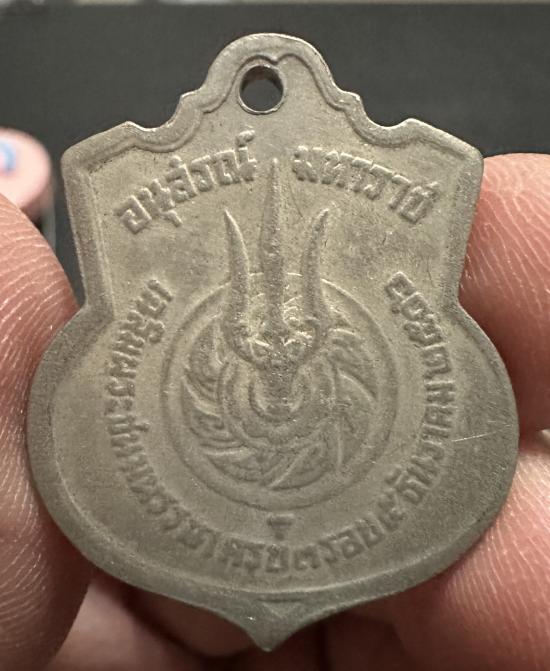 อนุสรณ์ มหาราช
เฉลิมพระชนมพรรษา ครบ ๓ รอบ ๕ ธันวาคม ๒๕๐๖